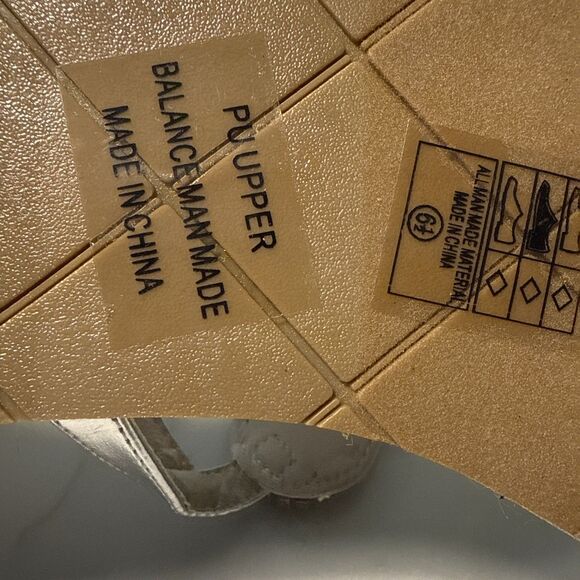 PU UPPER
BALANCE MAN MADE
MADE IN CHINA
ALL MAN MADE MATERIAL
MADE IN CHINA
6½